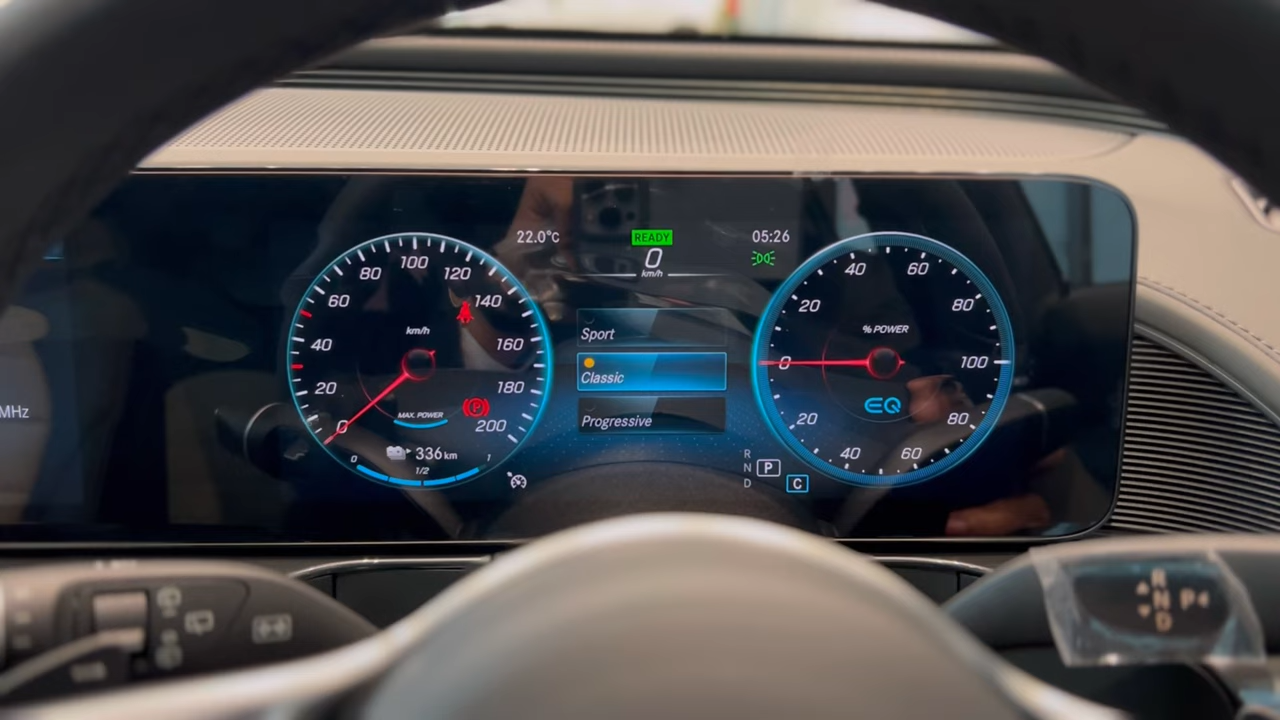 22.0°C
READY
05:26
0
km/h
80 100 120
60 140
40 160
20 180
0 200
km/h
MAX. POWER
336 km
0 1/2 1
MHz
Sport
Classic
Progressive
40 60
20 80
0 100
20 80
40 60
% POWER
EQ
P
R
N P
D
C
R
N P
D